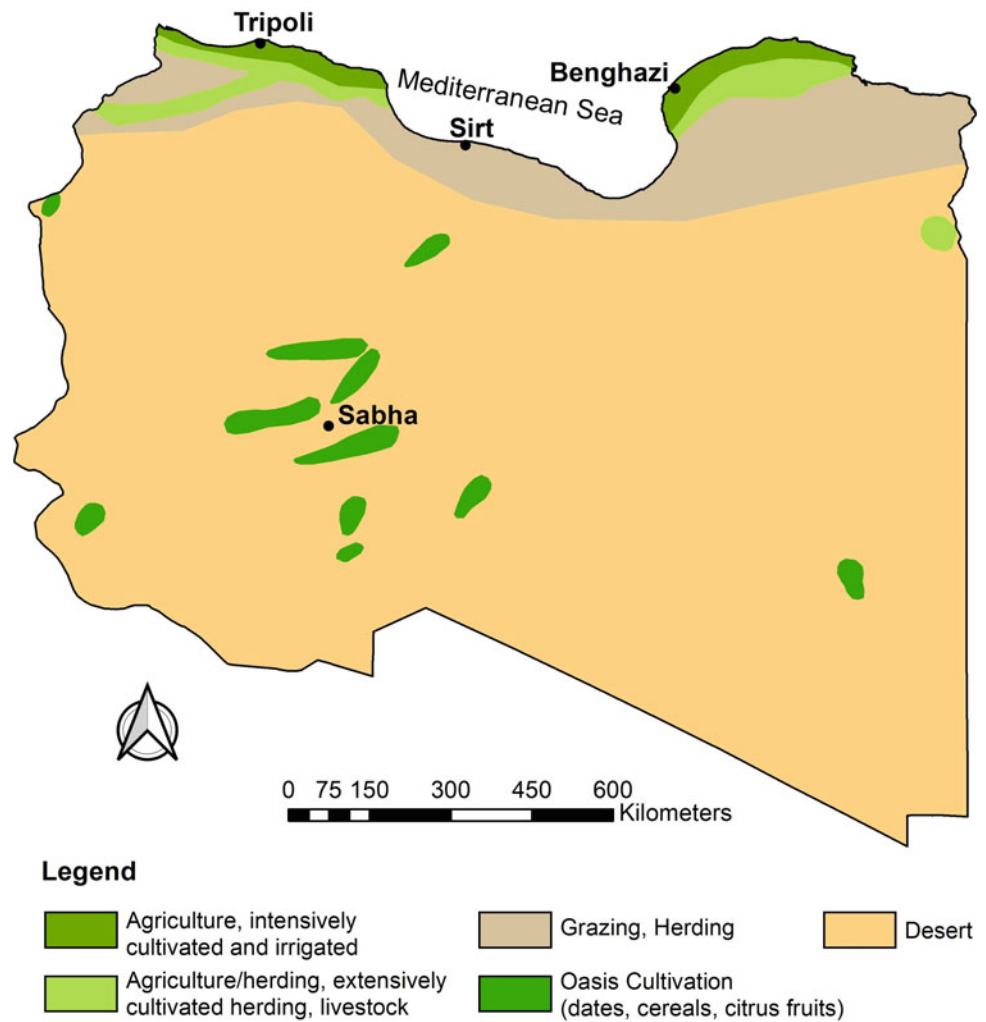 Tripoli
Benghazi
Mediterranean Sea
Sirt
Sabha
0 75 150 300 450 600
Kilometers
Legend
Agriculture, intensively
cultivated and irrigated
Agriculture/herding, extensively
cultivated herding, livestock
Grazing, Herding
Oasis Cultivation
(dates, cereals, citrus fruits)
Desert